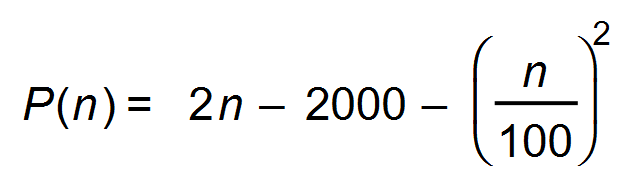 P(n) = 2n – 2000 – (n/100)²